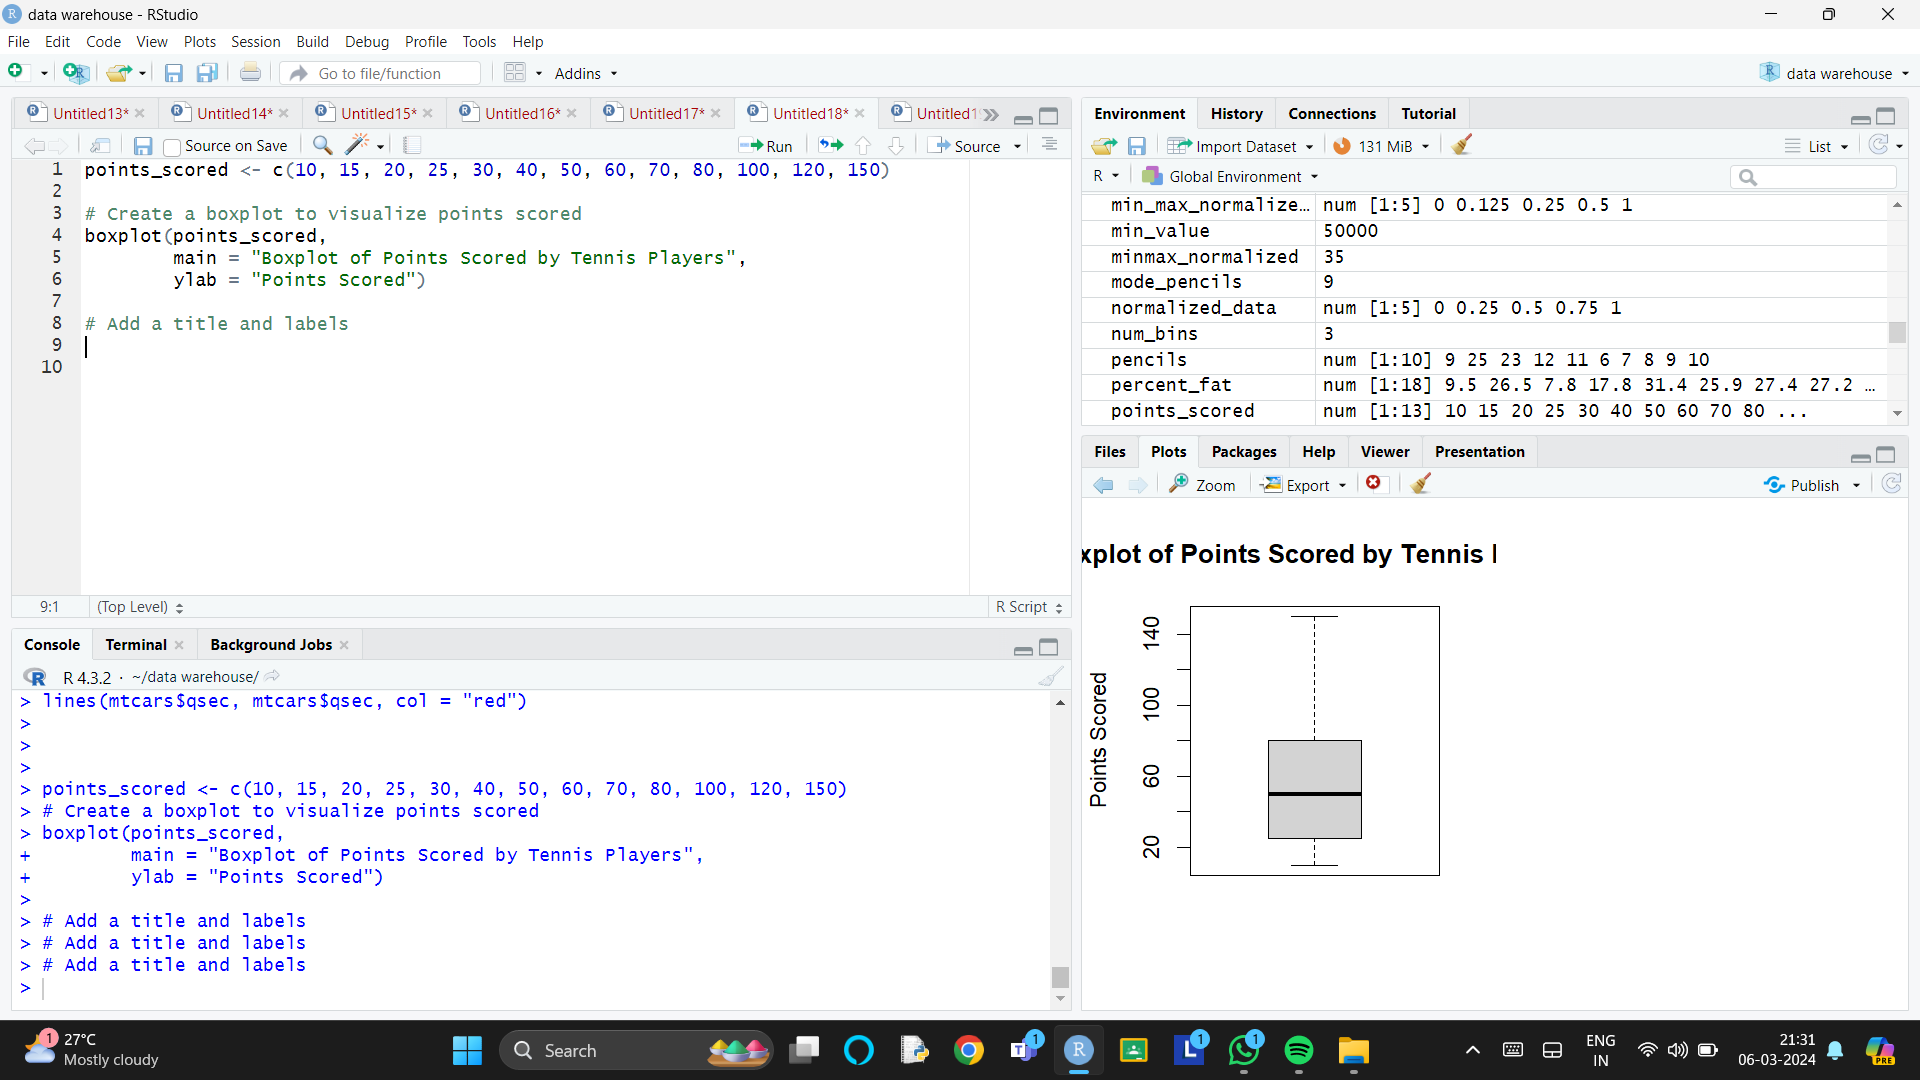 data warehouse - RStudio
File Edit Code View Plots Session Build Debug Profile Tools Help
Go to file/function Addins data warehouse
Untitled13* Untitled14* Untitled15* Untitled16* Untitled17* Untitled18* Untitled1
Source on Save Run Source
1 points_scored <- c(10, 15, 20, 25, 30, 40, 50, 60, 70, 80, 100, 120, 150)
2
3 # Create a boxplot to visualize points scored
4 boxplot(points_scored,
5 main = "Boxplot of Points Scored by Tennis Players",
6 ylab = "Points Scored")
7
8 # Add a title and labels
9
10
9:1 (Top Level) R Script
Console Terminal Background Jobs
R 4.3.2 · ~/data warehouse/
> lines(mtcars$qsec, mtcars$qsec, col = "red")
>
>
>
> points_scored <- c(10, 15, 20, 25, 30, 40, 50, 60, 70, 80, 100, 120, 150)
> # Create a boxplot to visualize points scored
> boxplot(points_scored,
+ main = "Boxplot of Points Scored by Tennis Players",
+ ylab = "Points Scored")
>
> # Add a title and labels
> # Add a title and labels
> # Add a title and labels
>
Environment History Connections Tutorial
Import Dataset 131 MiB List
R Global Environment
min_max_normalize… num [1:5] 0 0.125 0.25 0.5 1
min_value 50000
minmax_normalized 35
mode_pencils 9
normalized_data num [1:5] 0 0.25 0.5 0.75 1
num_bins 3
pencils num [1:10] 9 25 23 12 11 6 7 8 9 10
percent_fat num [1:18] 9.5 26.5 7.8 17.8 31.4 25.9 27.4 27.2 …
points_scored num [1:13] 10 15 20 25 30 40 50 60 70 80 ...
Files Plots Packages Help Viewer Presentation
Zoom Export Publish
xplot of Points Scored by Tennis
Points Scored
140
100
60
20
1 27°C
Mostly cloudy
Search
1
L 1
1
ENG
IN
21:31
06-03-2024
PRE